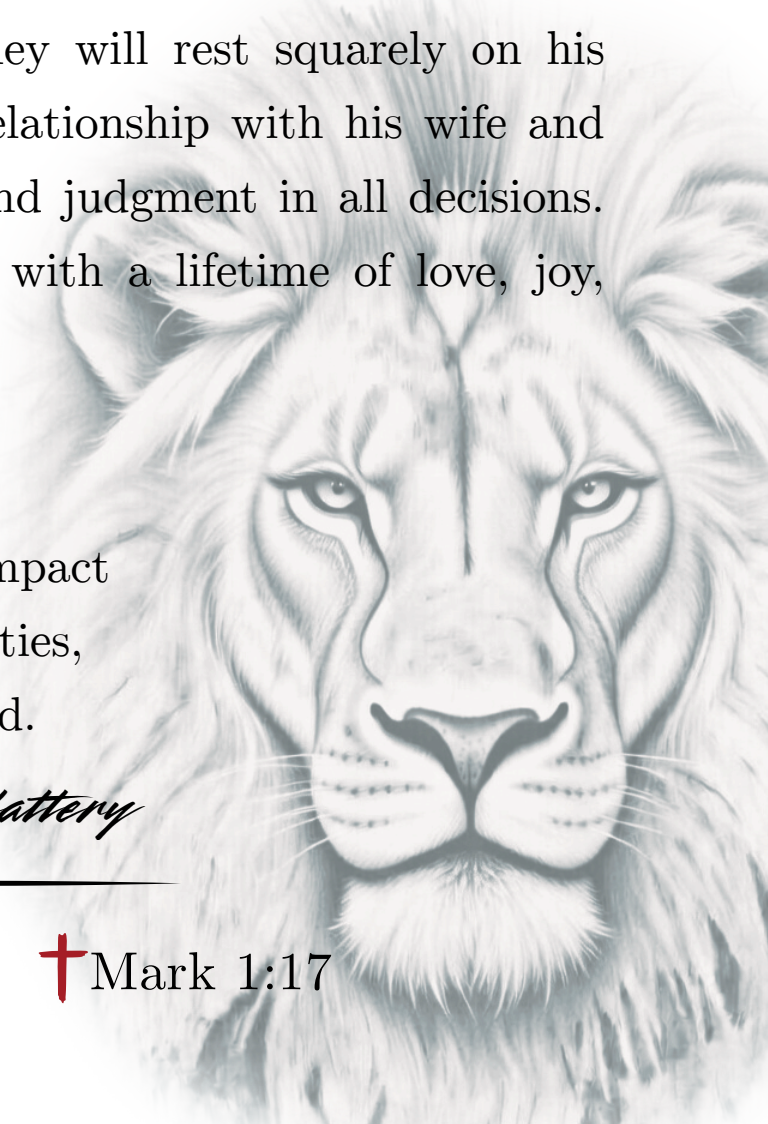 ey will rest squarely on his
elationship with his wife and
nd judgment in all decisions.
with a lifetime of love, joy,
mpact
ties,
d.
lattery
Mark 1:17